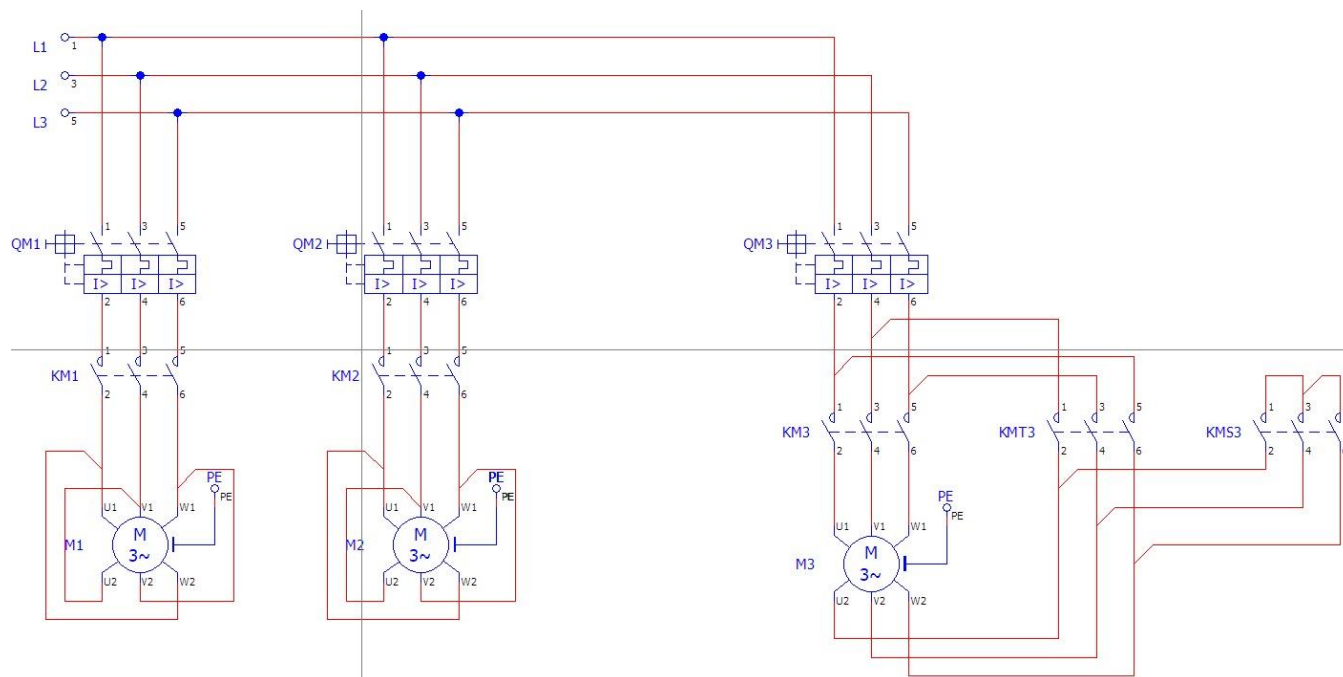 L1 1
L2 3
L3 5
QM1 1 3 5
I> I> I>
2 4 6
QM2 1 3 5
I> I> I>
2 4 6
QM3 1 3 5
I> I> I>
2 4 6
KM1 1 3 5
2 4 6
KM2 1 3 5
2 4 6
KM3 1 3 5
2 4 6
KMT3 1 3 5
2 4 6
KMS3 1 3
2 4
PE
PE
U1 V1 W1
M1 M
3~
U2 V2 W2
PE
PE
U1 V1 W1
M2 M
3~
U2 V2 W2
PE
PE
U1 V1 W1
M3 M
3~
U2 V2 W2